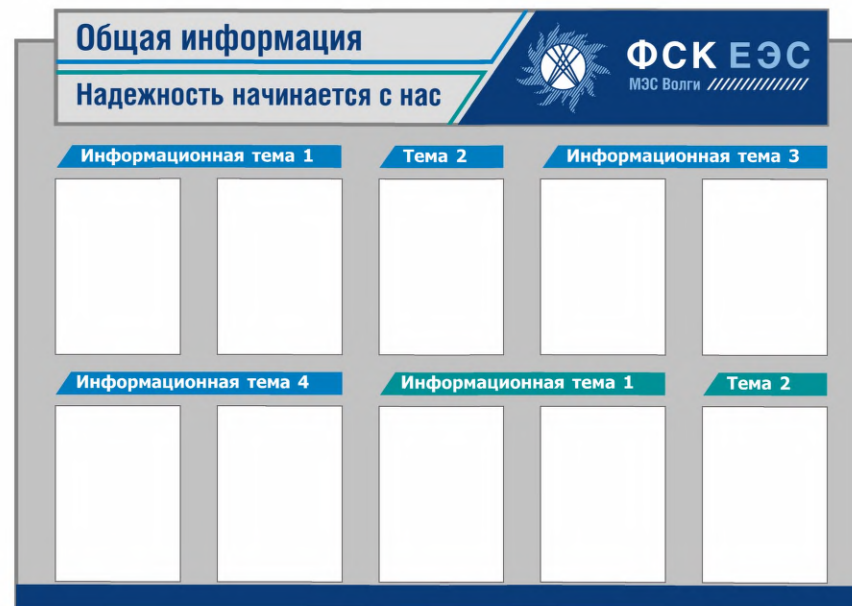 Общая информация
Надежность начинается с нас
ФСК ЕЭС
МЭС Волги
Информационная тема 1
Тема 2
Информационная тема 3
Информационная тема 4
Информационная тема 1
Тема 2